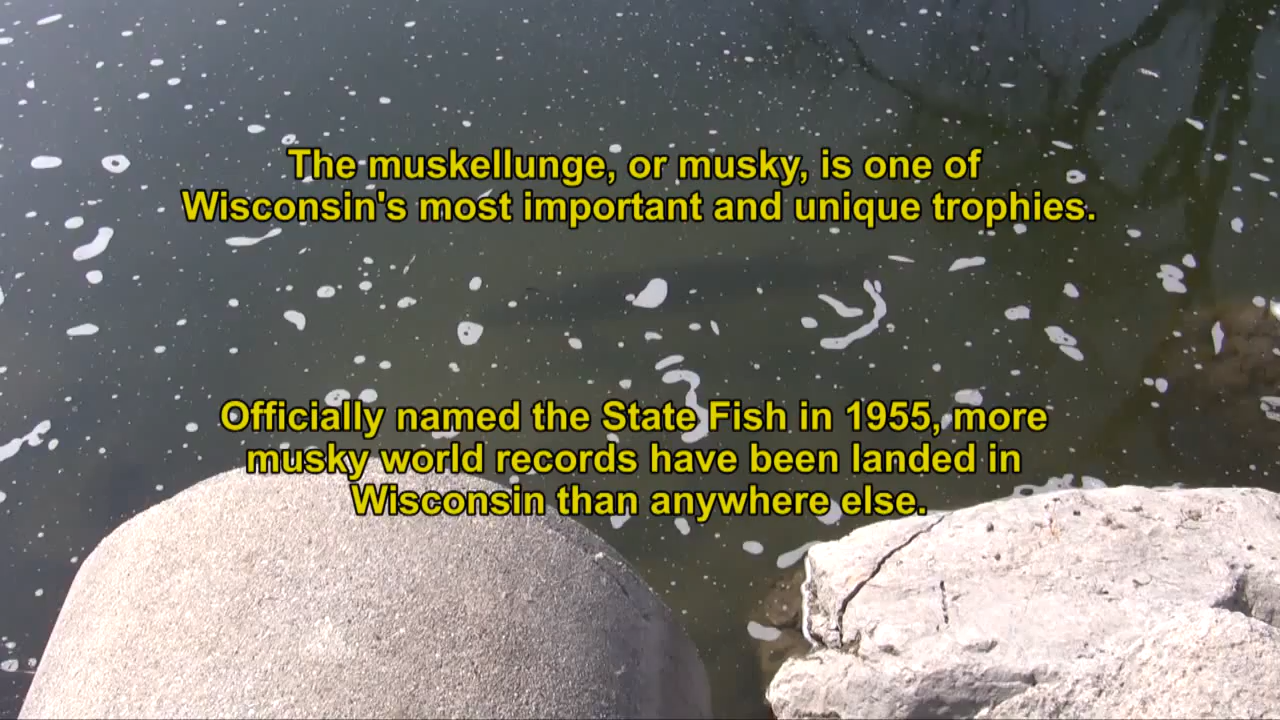 The muskellunge, or musky, is one of
Wisconsin's most important and unique trophies.
Officially named the State Fish in 1955, more
musky world records have been landed in
Wisconsin than anywhere else.